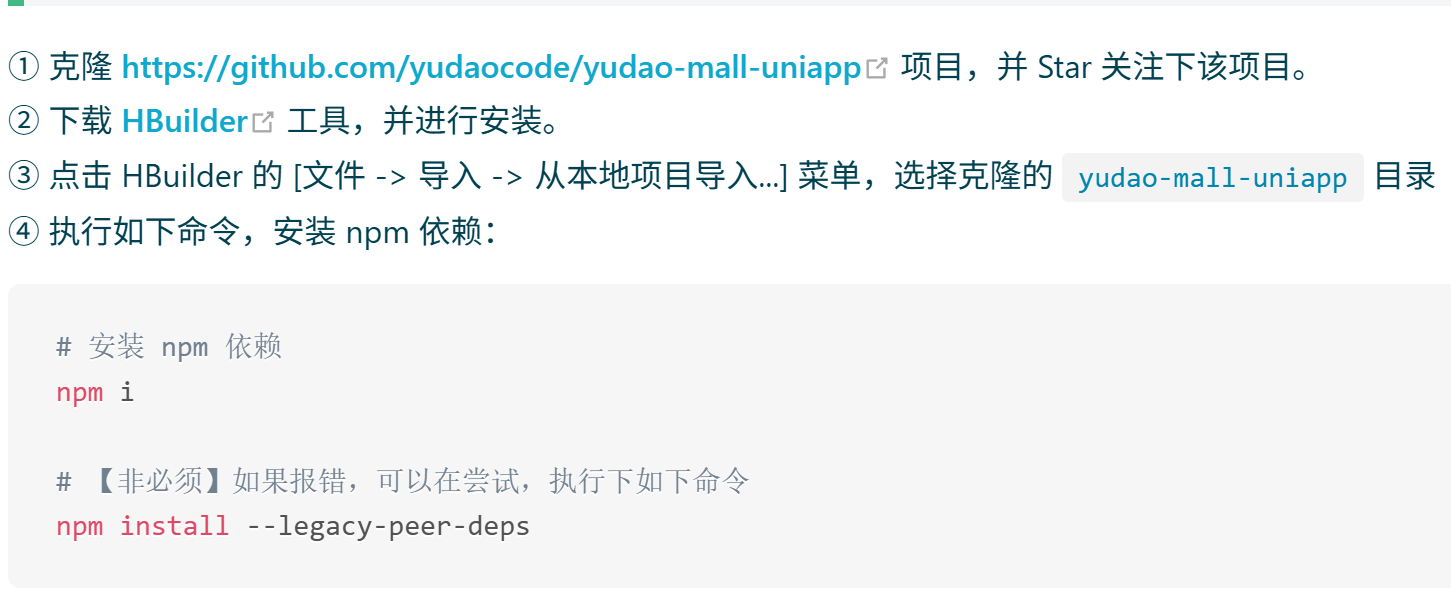 ① 克隆 https://github.com/yudaocode/yudao-mall-uniapp 项目，并 Star 关注下该项目。
② 下载 HBuilder 工具，并进行安装。
③ 点击 HBuilder 的 [文件 -> 导入 -> 从本地项目导入...] 菜单，选择克隆的 yudao-mall-uniapp 目录
④ 执行如下命令，安装 npm 依赖：
# 安装 npm 依赖
npm i
# 【非必须】如果报错，可以在尝试，执行下如下命令
npm install --legacy-peer-deps